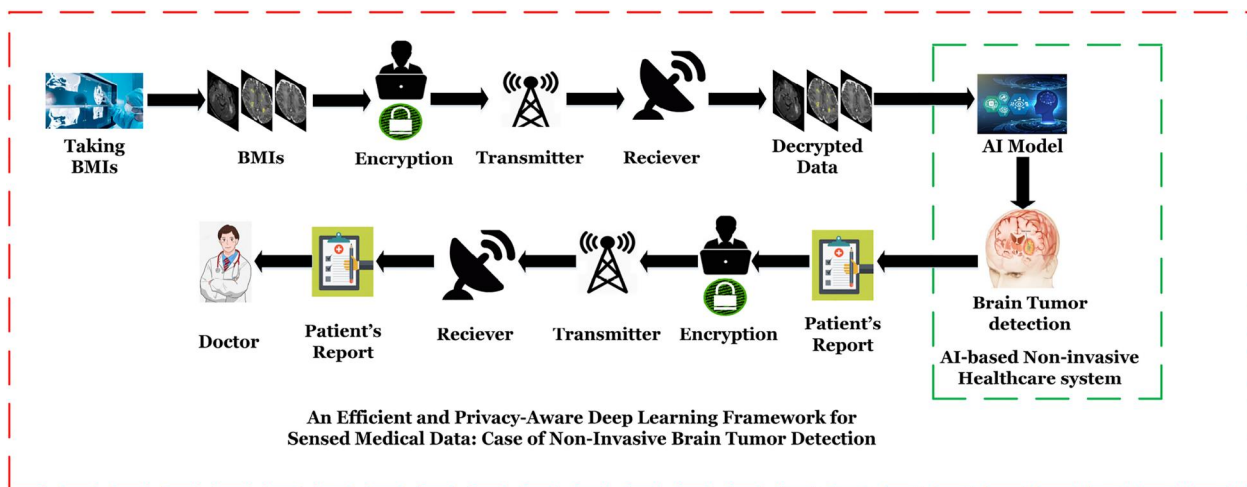 Taking
BMIs
BMIs
Encryption
Transmitter
Reciever
Decrypted
Data
AI Model
Doctor
Patient's
Report
Reciever
Transmitter
Encryption
Patient's
Report
Brain Tumor
detection
AI-based Non-invasive
Healthcare system
An Efficient and Privacy-Aware Deep Learning Framework for
Sensed Medical Data: Case of Non-Invasive Brain Tumor Detection